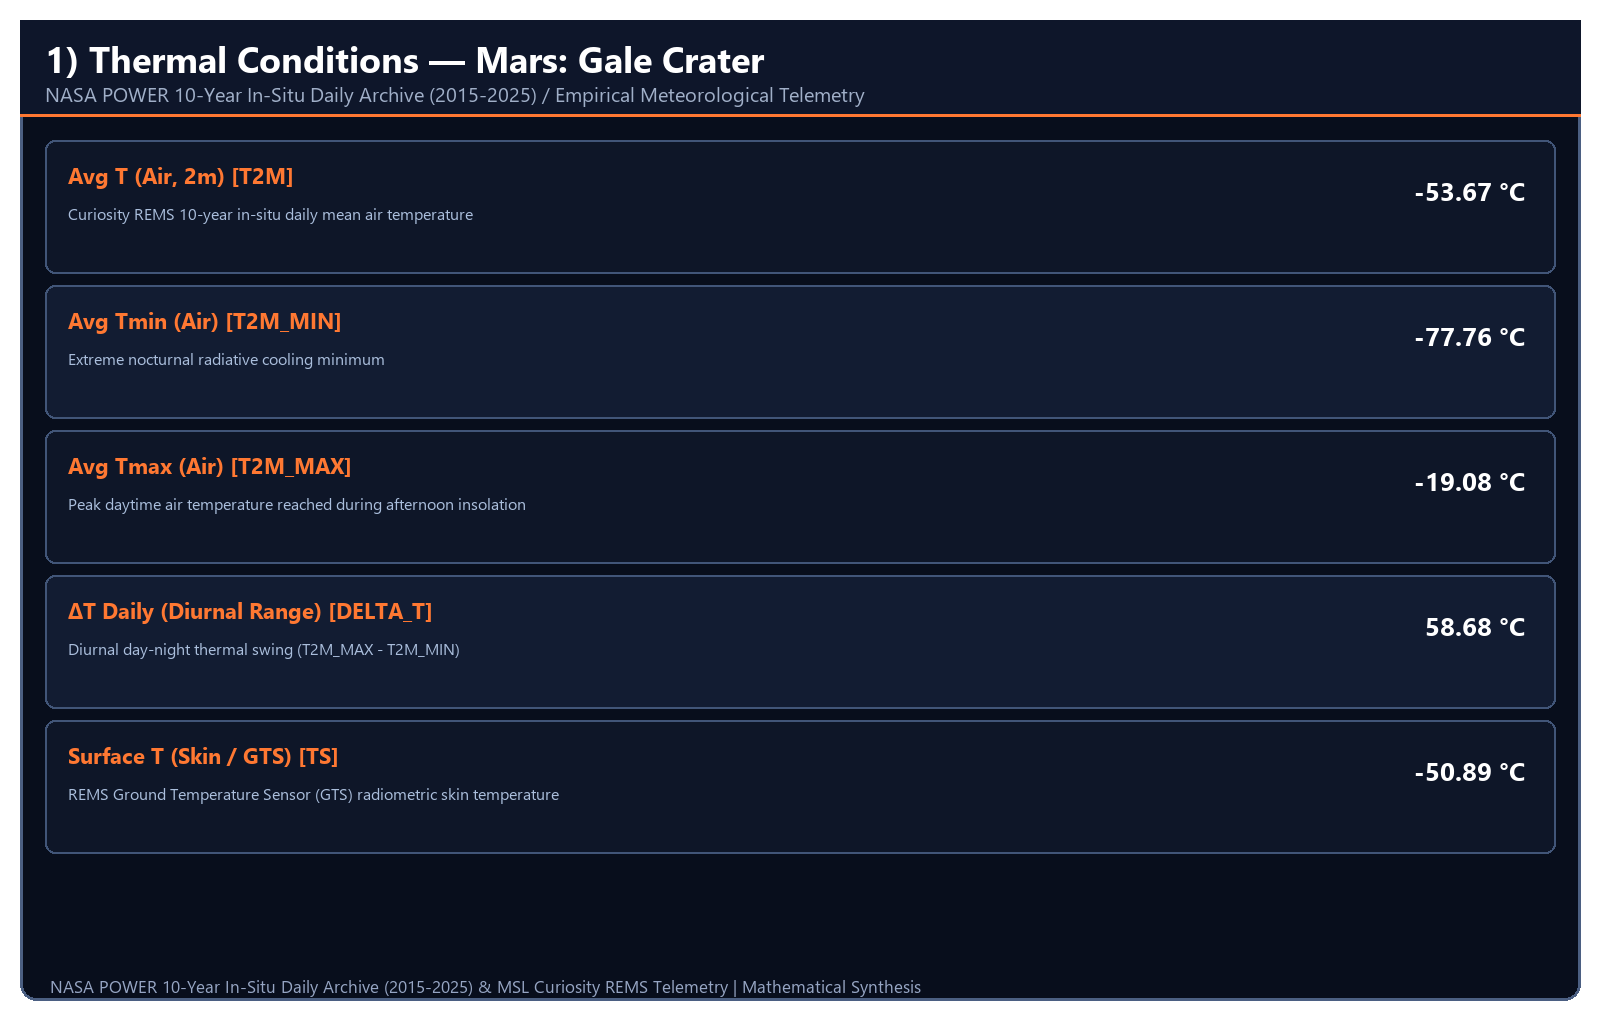 1) Thermal Conditions — Mars: Gale Crater
NASA POWER 10-Year In-Situ Daily Archive (2015-2025) / Empirical Meteorological Telemetry
Avg T (Air, 2m) [T2M]
-53.67 °C
Curiosity REMS 10-year in-situ daily mean air temperature
Avg Tmin (Air) [T2M_MIN]
-77.76 °C
Extreme nocturnal radiative cooling minimum
Avg Tmax (Air) [T2M_MAX]
-19.08 °C
Peak daytime air temperature reached during afternoon insolation
ΔT Daily (Diurnal Range) [DELTA_T]
58.68 °C
Diurnal day-night thermal swing (T2M_MAX - T2M_MIN)
Surface T (Skin / GTS) [TS]
-50.89 °C
REMS Ground Temperature Sensor (GTS) radiometric skin temperature
NASA POWER 10-Year In-Situ Daily Archive (2015-2025) & MSL Curiosity REMS Telemetry | Mathematical Synthesis